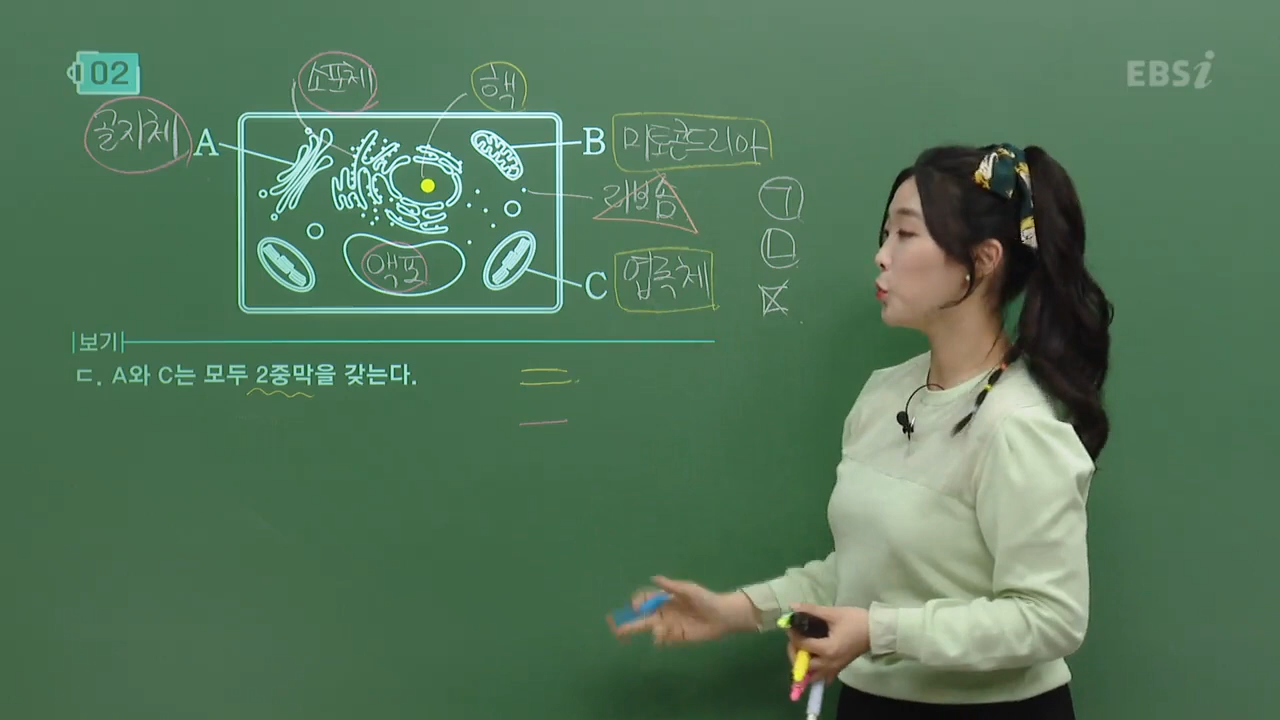 02
EBSi
소포체
핵
골지체
A
B
미토콘드리아
리보솜
ㄱ
ㄴ
액포
C
엽록체
|보기|
ㄷ. A와 C는 모두 2중막을 갖는다.